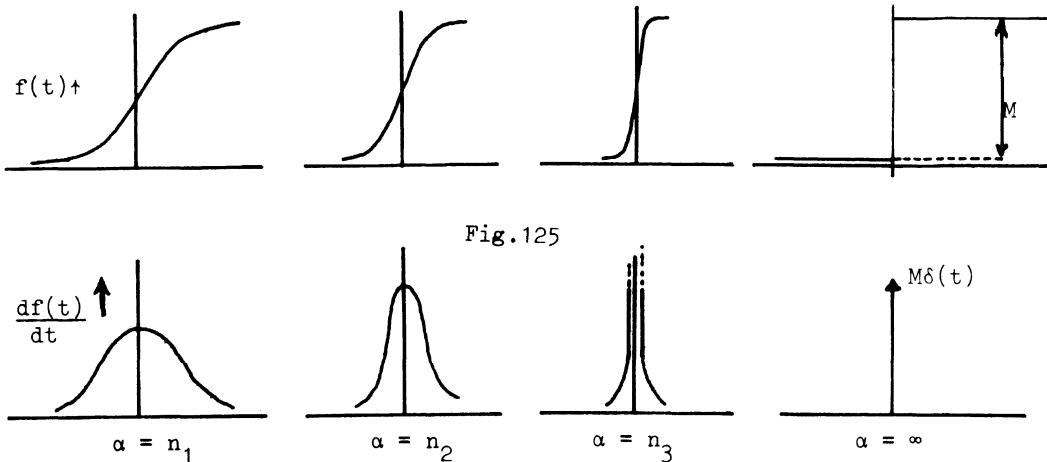 f(t)↑
M
Fig.125
df(t)
dt
Mδ(t)
α = n₁
α = n₂
α = n₃
α = ∞